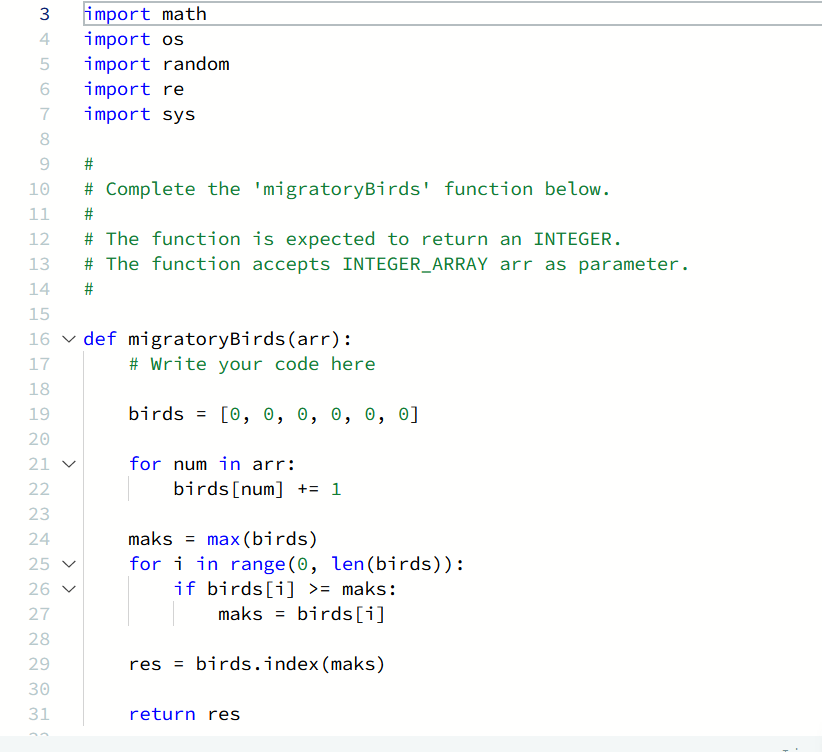 3 import math
4 import os
5 import random
6 import re
7 import sys
8
9 #
10 # Complete the 'migratoryBirds' function below.
11 #
12 # The function is expected to return an INTEGER.
13 # The function accepts INTEGER_ARRAY arr as parameter.
14 #
15
16 def migratoryBirds(arr):
17     # Write your code here
18
19     birds = [0, 0, 0, 0, 0, 0]
20
21     for num in arr:
22         birds[num] += 1
23
24     maks = max(birds)
25     for i in range(0, len(birds)):
26         if birds[i] >= maks:
27             maks = birds[i]
28
29     res = birds.index(maks)
30
31     return res